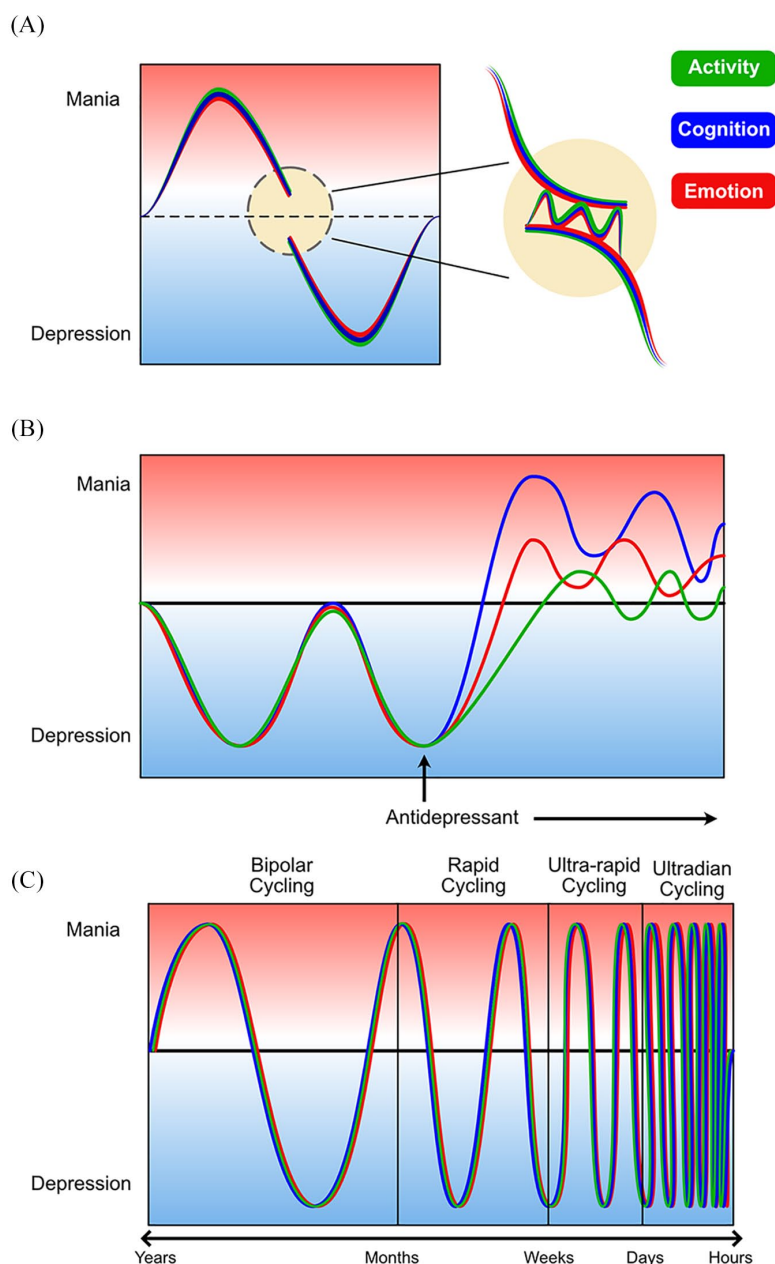 (A)
Mania
Depression
Activity
Cognition
Emotion
(B)
Mania
Depression
Antidepressant
(C)
Bipolar
Cycling
Rapid
Cycling
Ultra-rapid
Cycling
Ultradian
Cycling
Mania
Depression
Years
Months
Weeks
Days
Hours